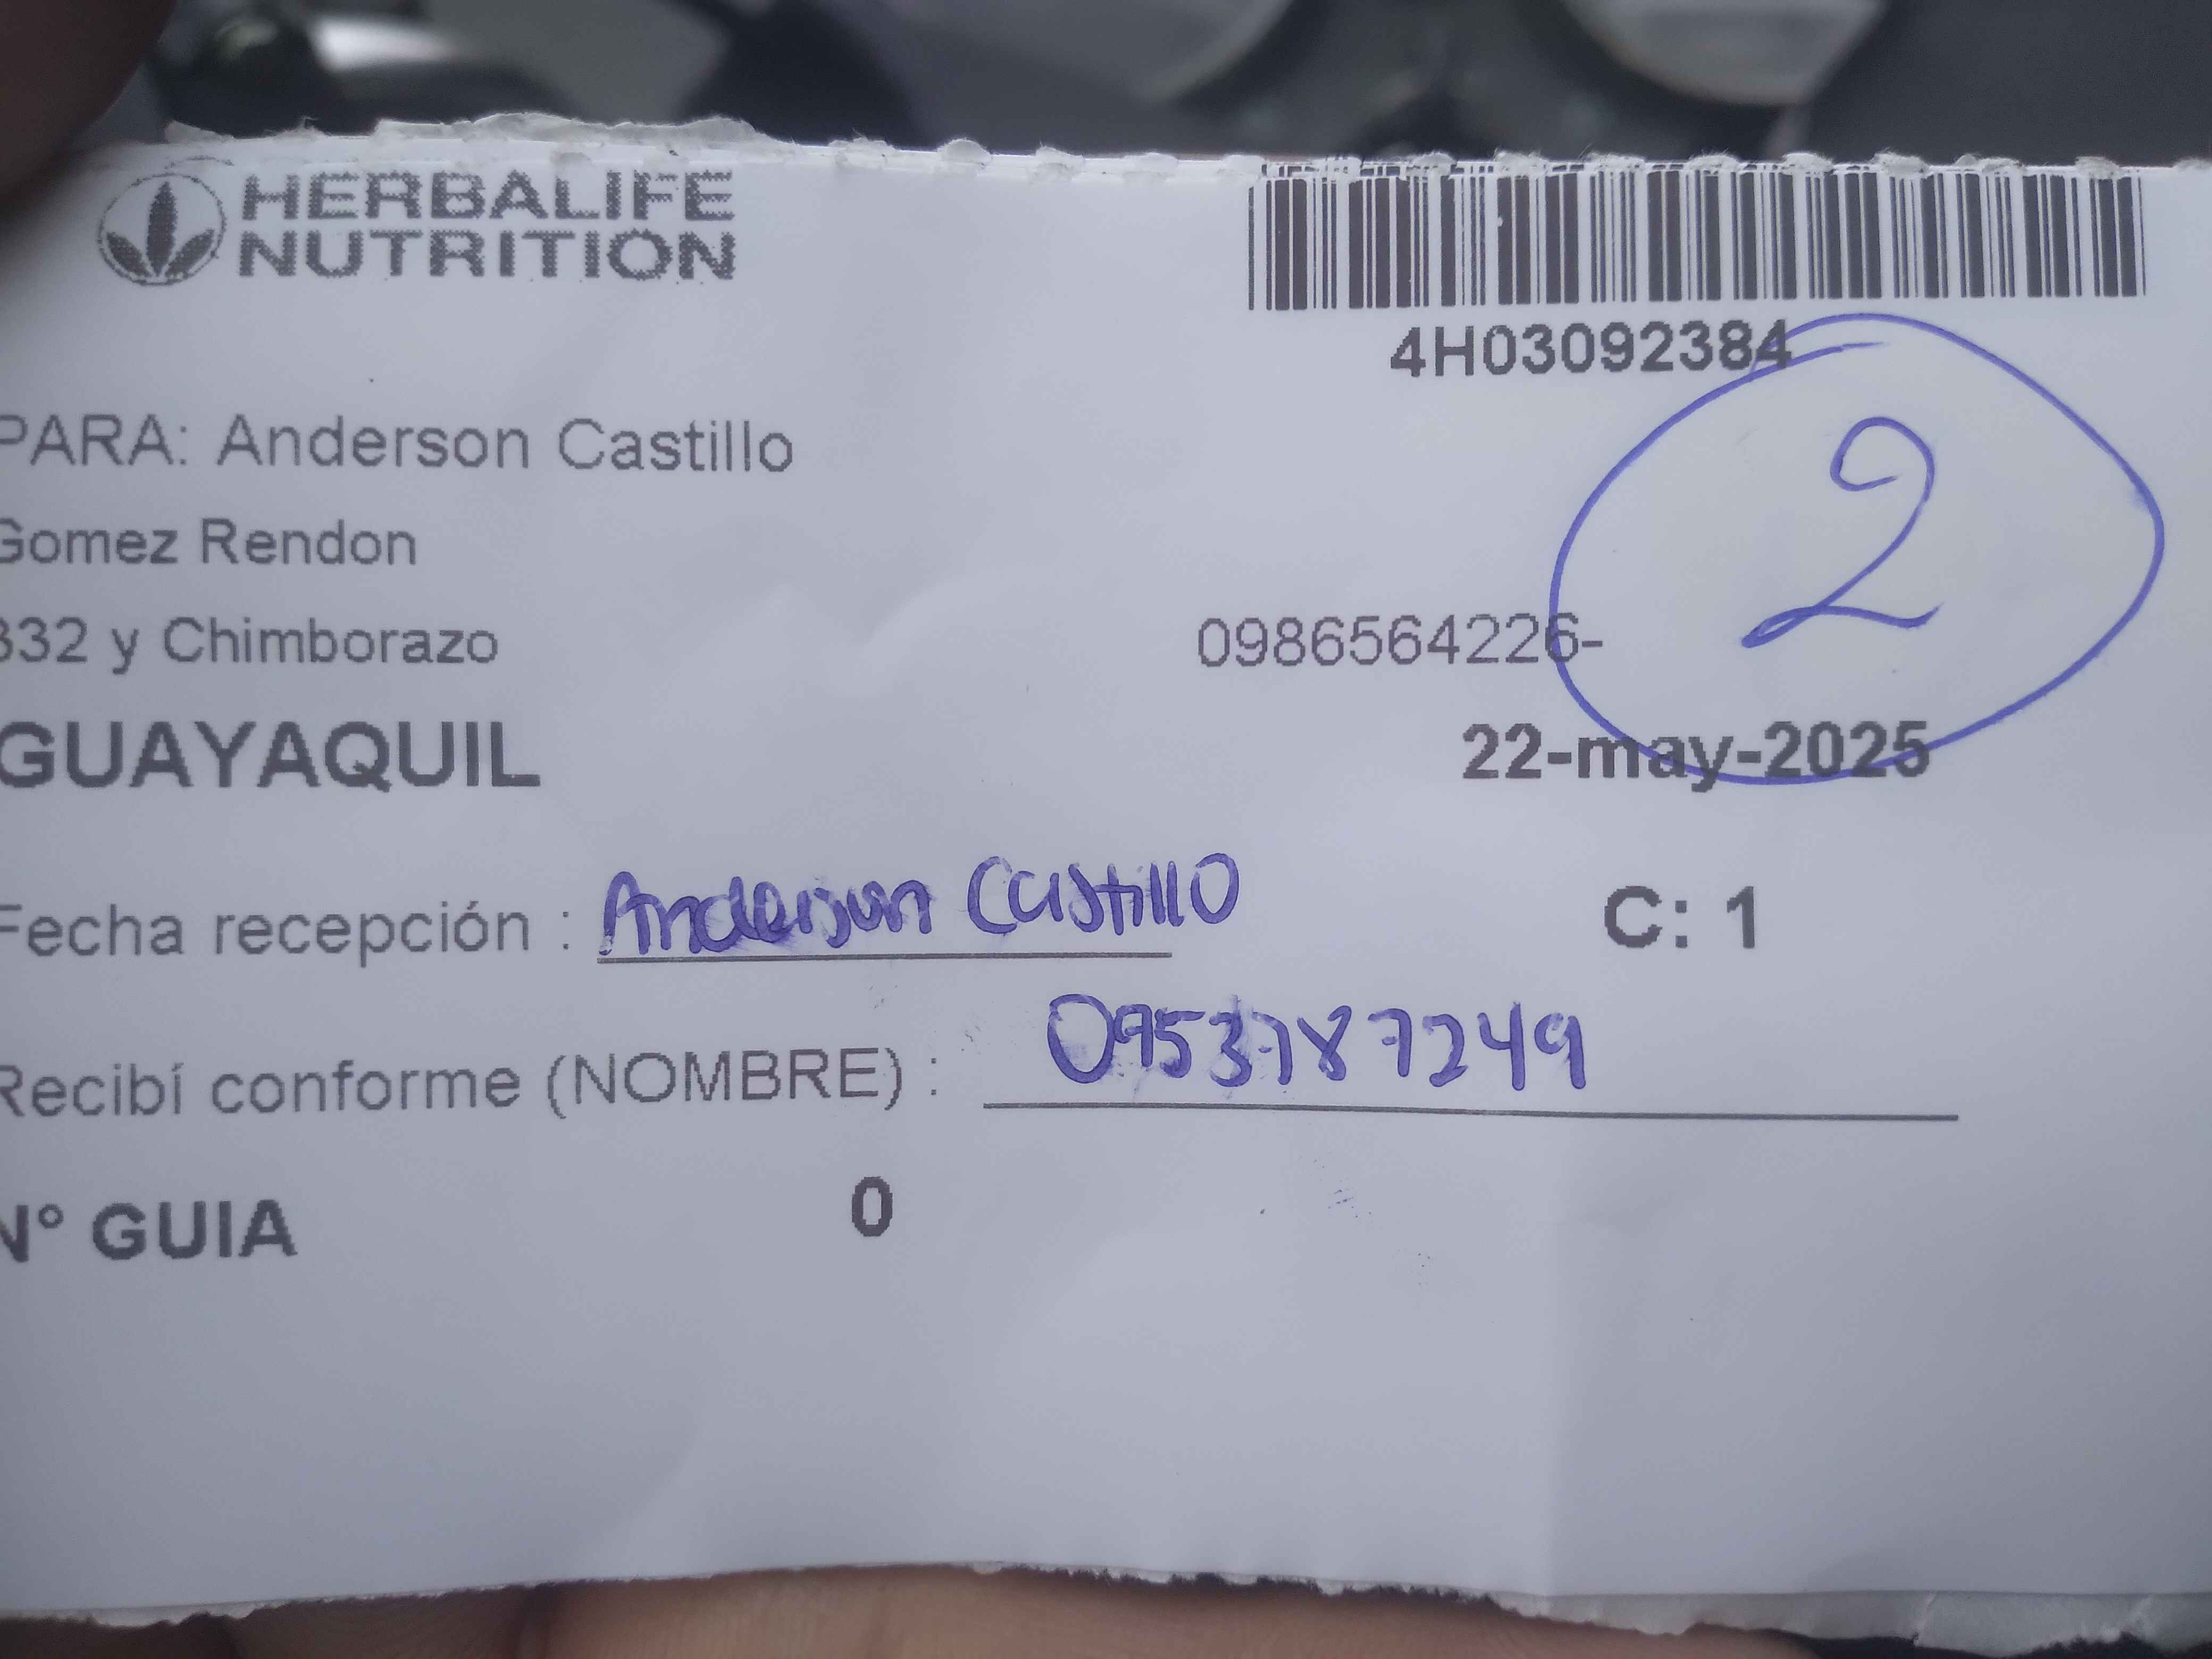 HERBALIFE
NUTRITION
4H03092384
PARA: Anderson Castillo
2
Gomez Rendon
332 y Chimborazo
0986564226-
GUAYAQUIL
22-may-2025
Fecha recepción : Anderson Castillo
C: 1
Recibí conforme (NOMBRE) : 0953787249
N° GUIA 0